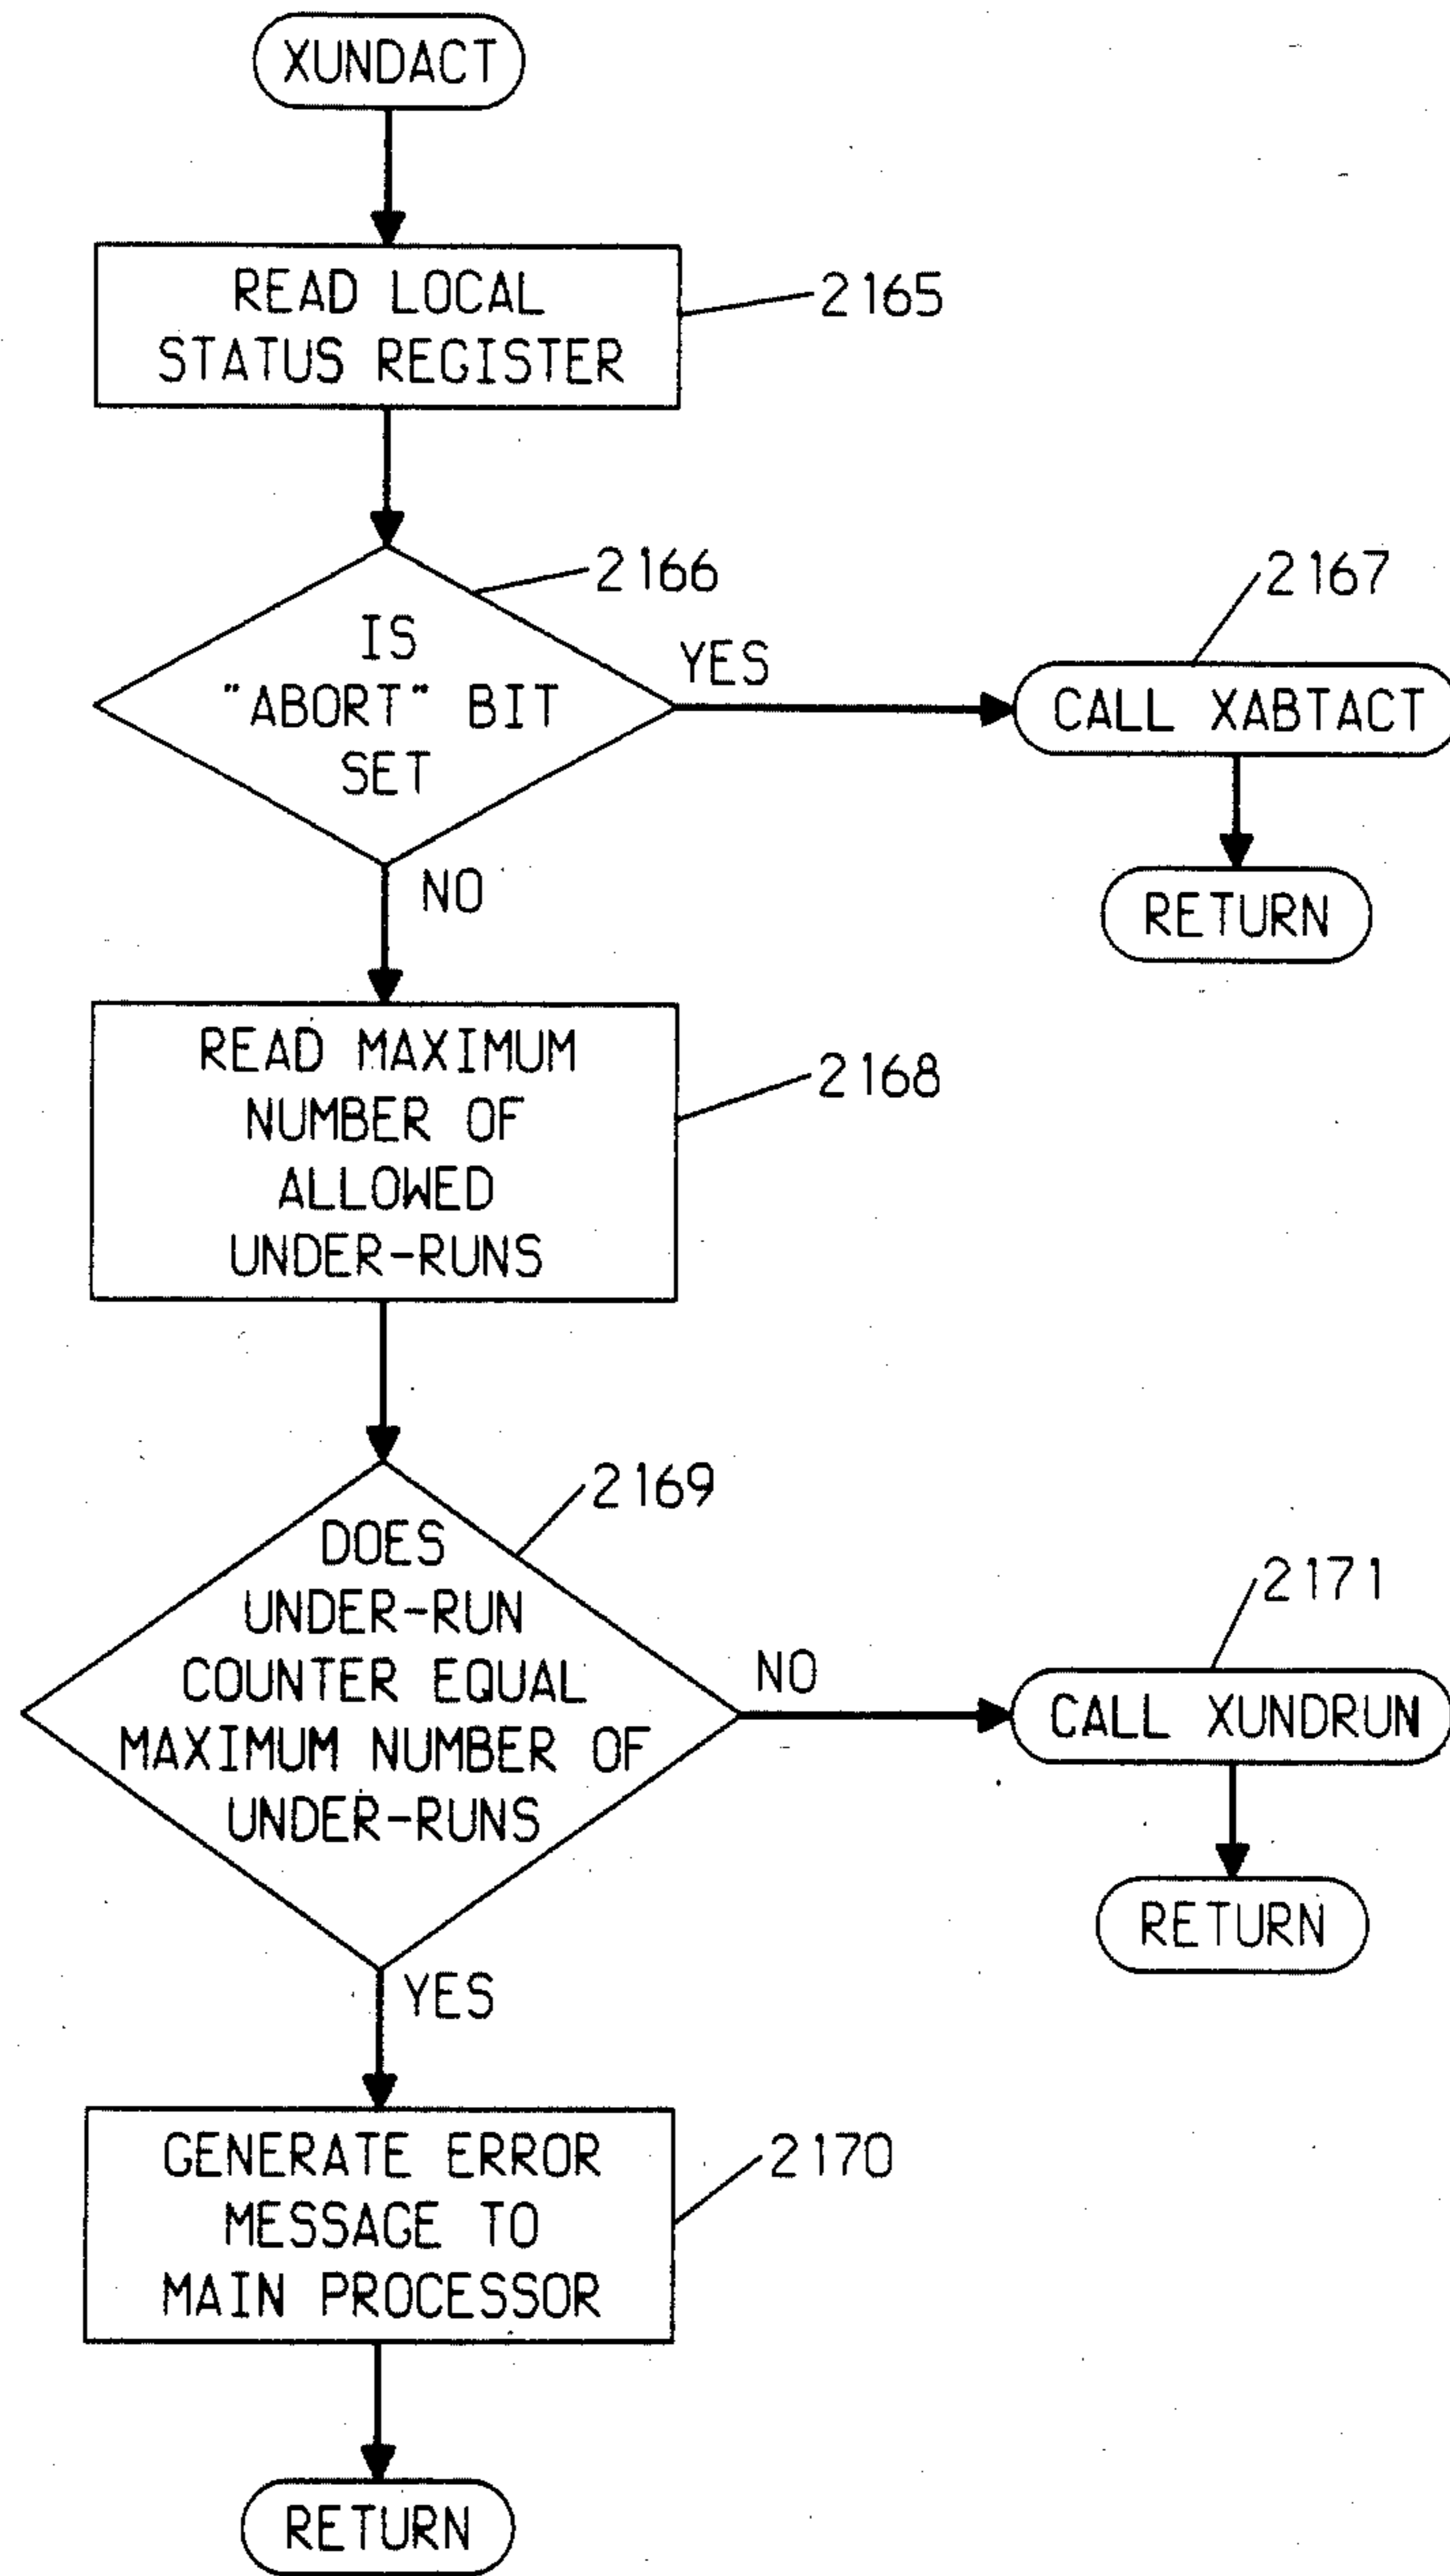 XUNDACT
READ LOCAL
STATUS REGISTER
2165
IS
"ABORT" BIT
SET
2166
YES
2167
CALL XABTACT
RETURN
NO
READ MAXIMUM
NUMBER OF
ALLOWED
UNDER-RUNS
2168
DOES
UNDER-RUN
COUNTER EQUAL
MAXIMUM NUMBER OF
UNDER-RUNS
2169
NO
2171
CALL XUNDRUN
RETURN
YES
GENERATE ERROR
MESSAGE TO
MAIN PROCESSOR
2170
RETURN